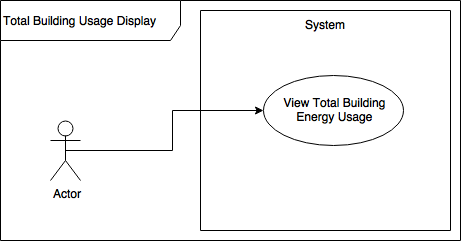 Total Building Usage Display
System
View Total Building
Energy Usage
Actor